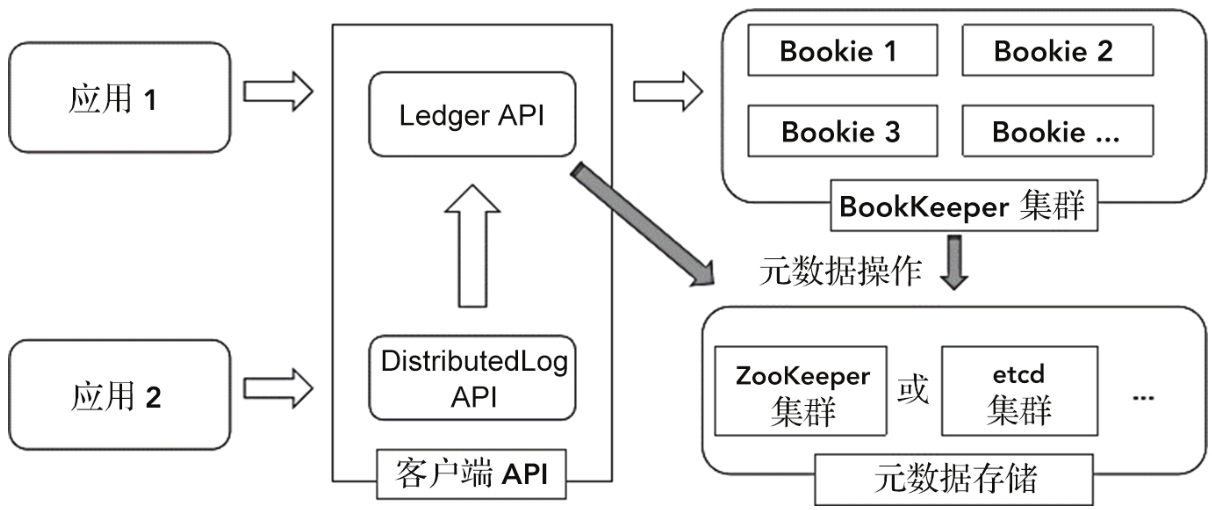 应用 1
Ledger API
Bookie 1
Bookie 2
Bookie 3
Bookie ...
BookKeeper 集群
元数据操作
应用 2
DistributedLog
API
客户端 API
ZooKeeper
集群
或
etcd
集群
...
元数据存储